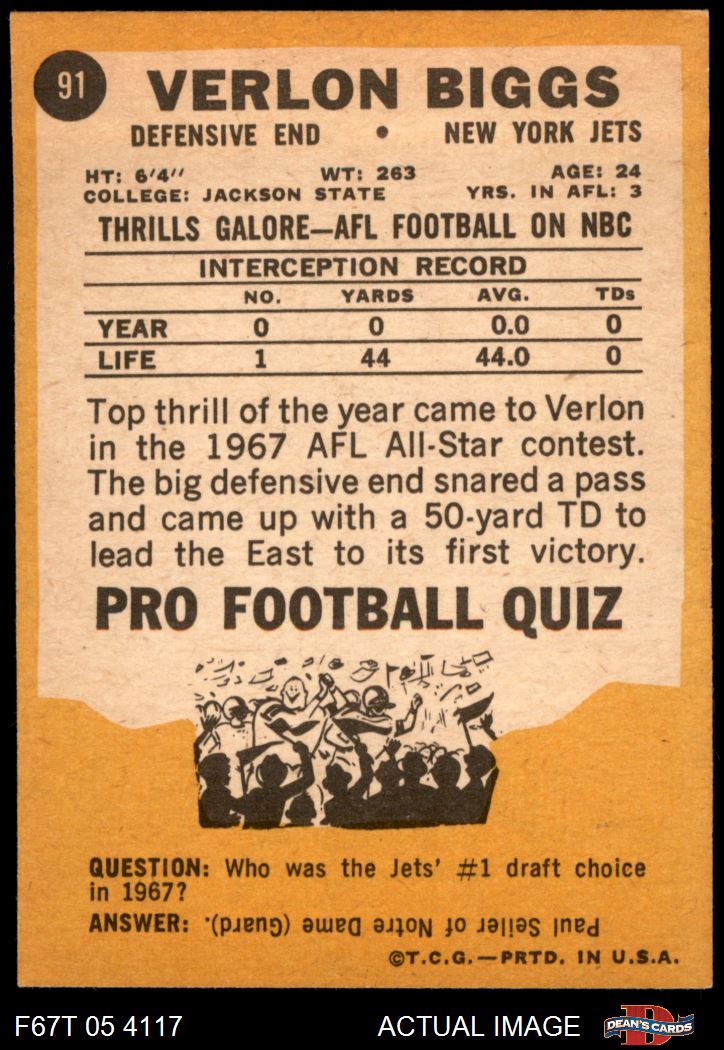 91
VERLON BIGGS
DEFENSIVE END • NEW YORK JETS
HT: 6'4" WT: 263 AGE: 24
COLLEGE: JACKSON STATE YRS. IN AFL: 3
THRILLS GALORE—AFL FOOTBALL ON NBC
INTERCEPTION RECORD
NO. YARDS AVG. TDs
YEAR 0 0 0.0 0
LIFE 1 44 44.0 0
Top thrill of the year came to Verlon
in the 1967 AFL All-Star contest.
The big defensive end snared a pass
and came up with a 50-yard TD to
lead the East to its first victory.
PRO FOOTBALL QUIZ
QUESTION: Who was the Jets' #1 draft choice
in 1967?
ANSWER: Paul Seiler of Notre Dame (Guard).
©T.C.G.—PRTD. IN U.S.A.
F67T 05 4117 ACTUAL IMAGE D DEAN'S CARDS